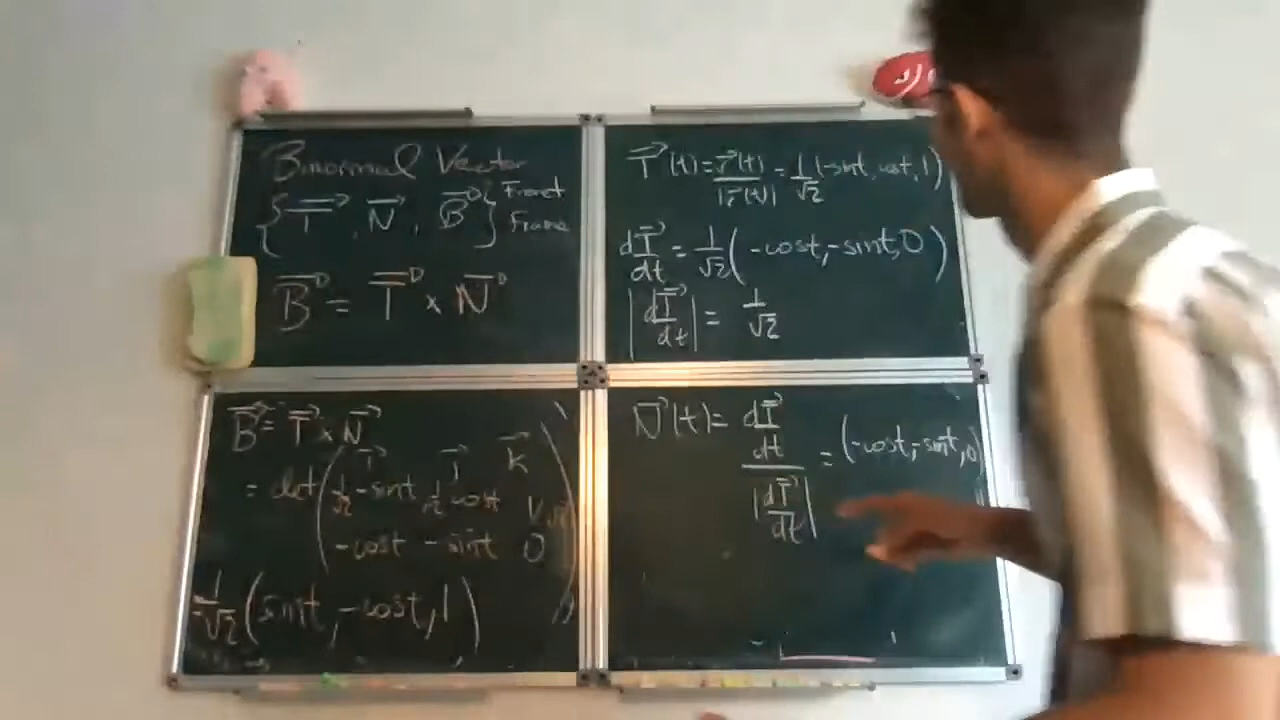 Binormal Vector
{T⃗, N⃗, B⃗} Frenet
Frame
B⃗ = T⃗ × N⃗
T⃗(t) = r⃗'(t)/|r⃗'(t)| = 1/√2 (-sint, cost, 1)
dT⃗/dt = 1/√2 (-cost, -sint, 0)
|dT⃗/dt| = 1/√2
B⃗ = T⃗ × N⃗
i⃗ j⃗ k⃗
= det( 1/√2 -sint 1/√2 cost 1/√2
-cost -sint 0 )
1/√2 (sint, -cost, 1)
N⃗(t) = dT⃗/dt / |dT⃗/dt| = (-cost, -sint, 0)